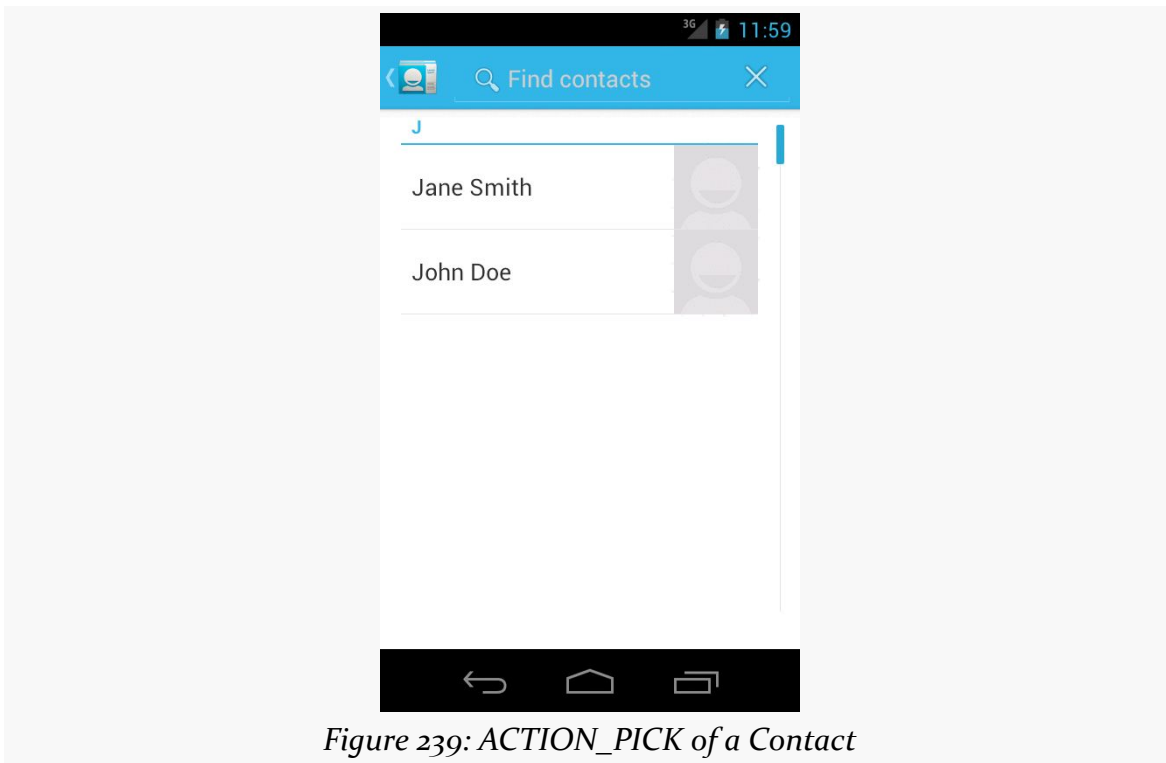 3G 11:59
Find contacts
J
Jane Smith
John Doe
Figure 239: ACTION_PICK of a Contact